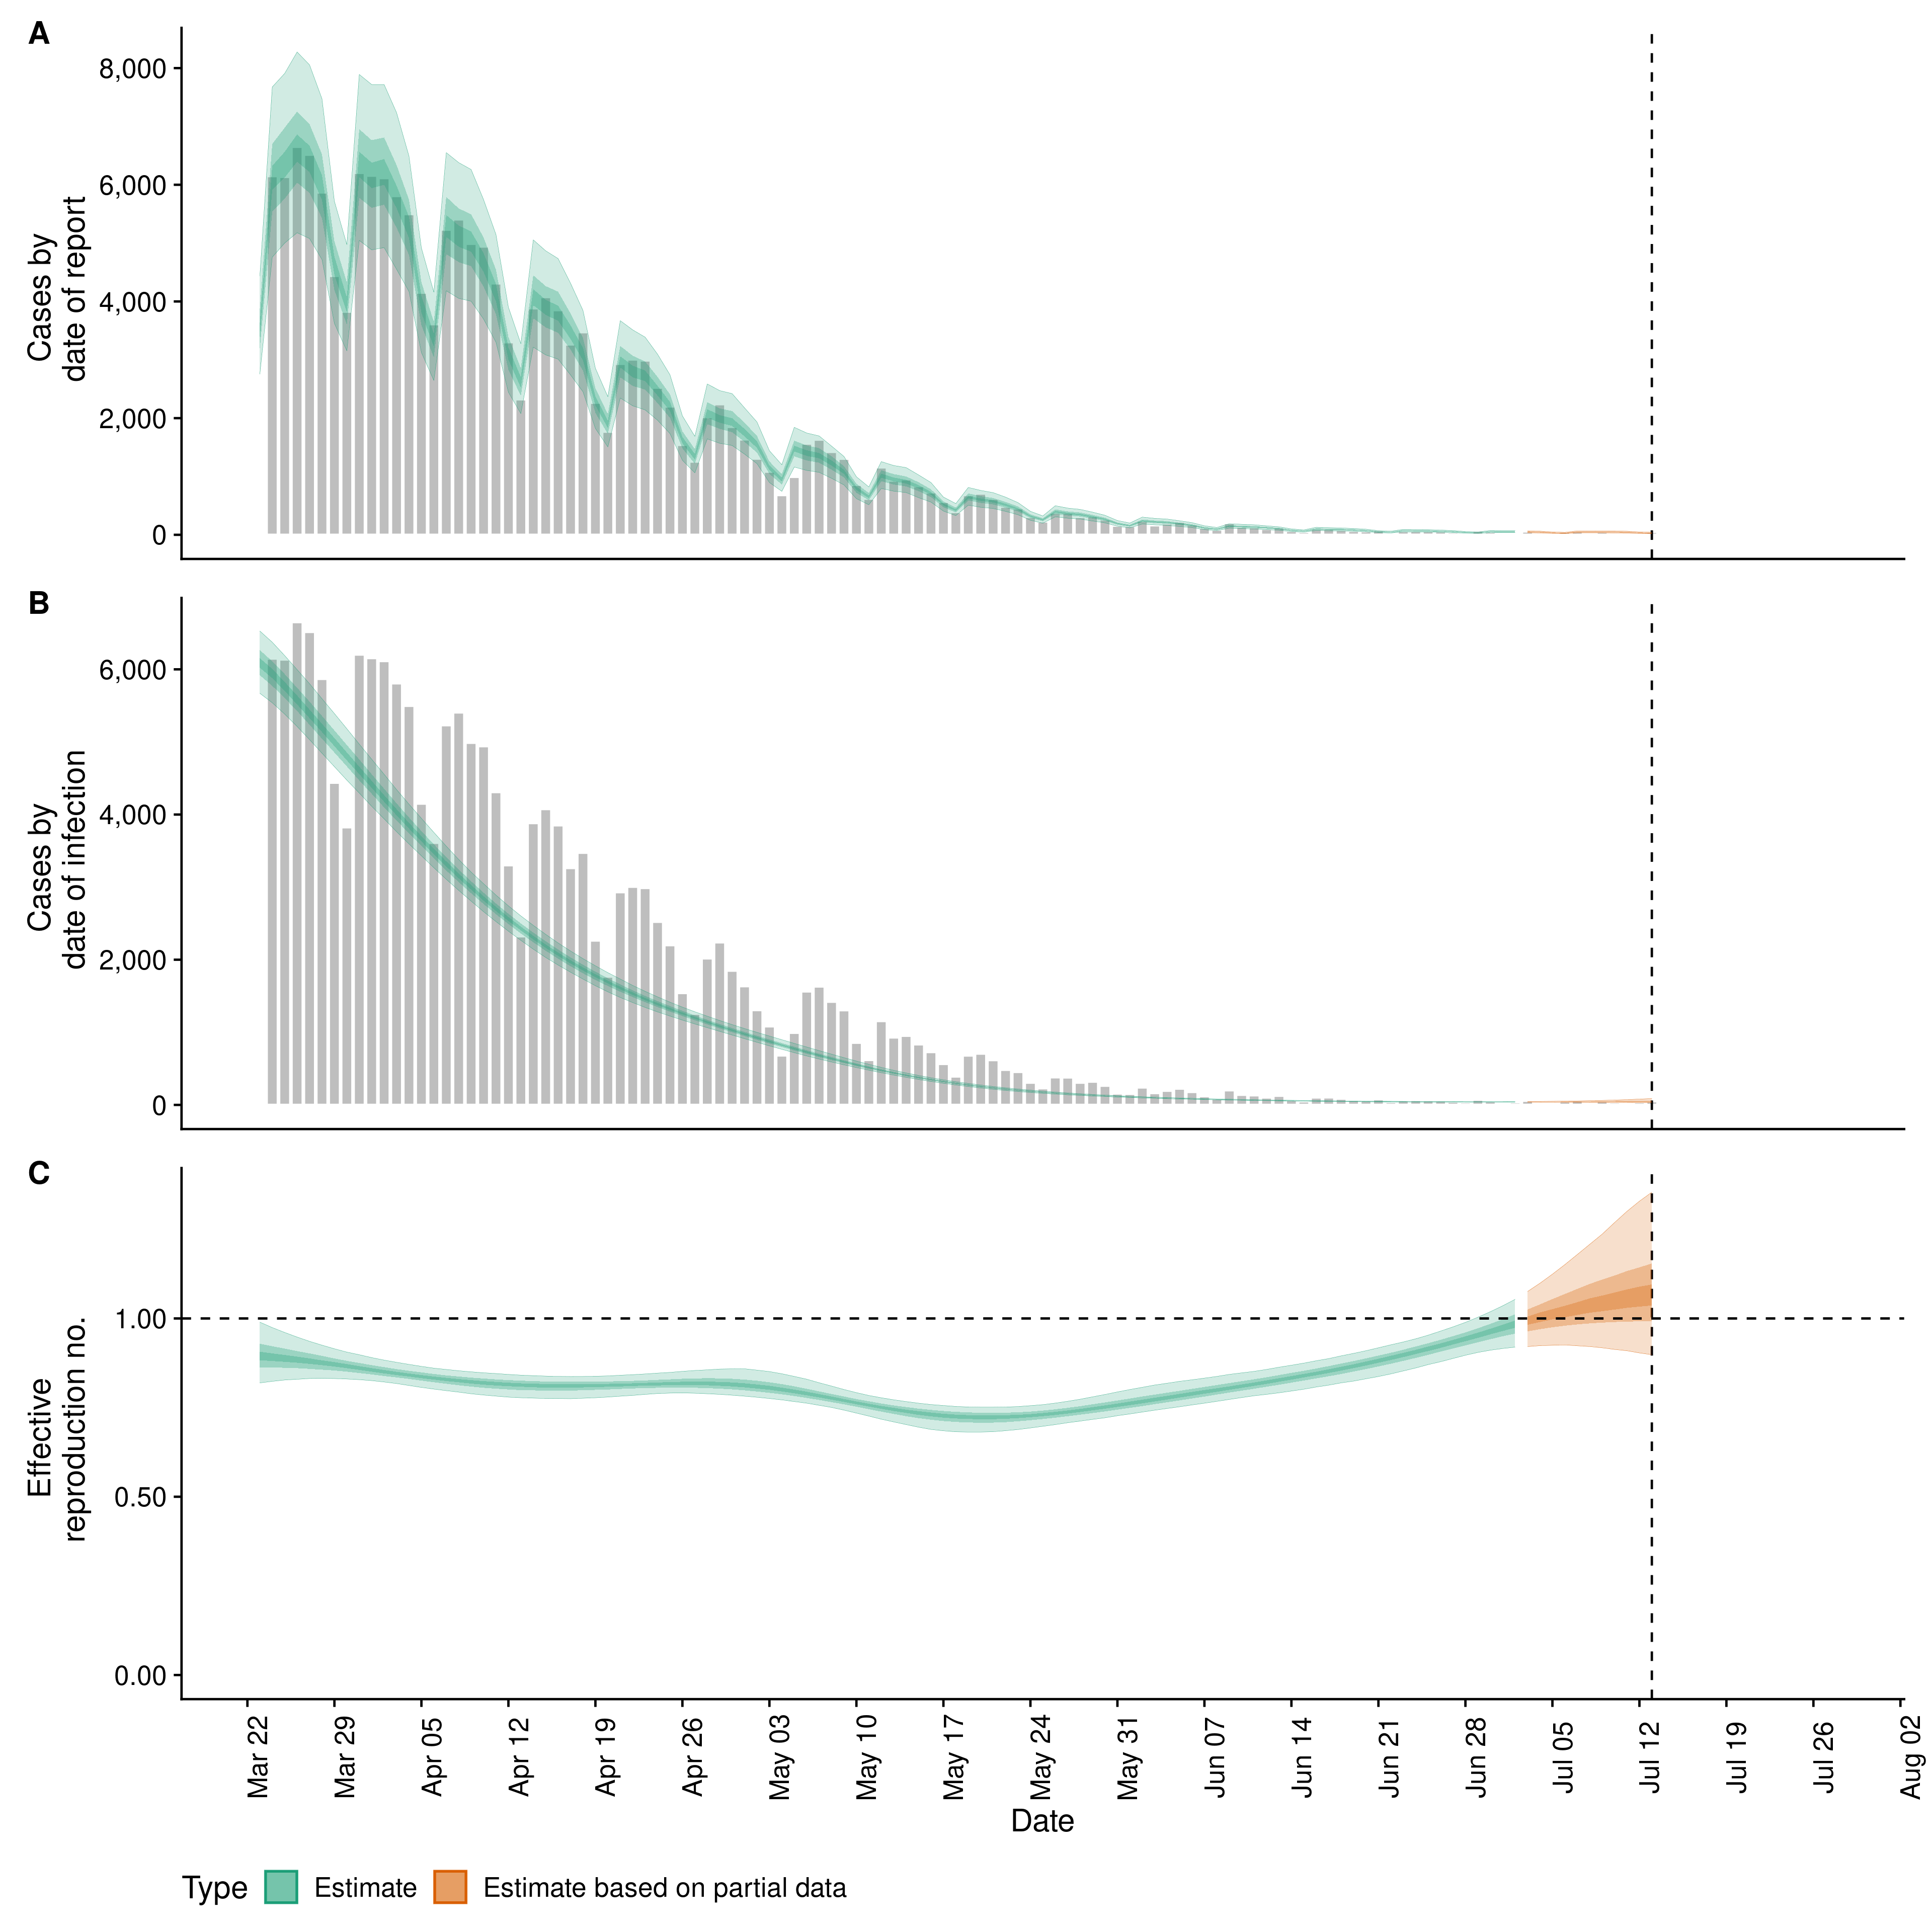 A
8,000
6,000
4,000
2,000
0
Cases by
date of report
B
6,000
4,000
2,000
0
Cases by
date of infection
C
1.00
0.50
0.00
Effective
reproduction no.
Mar 22
Mar 29
Apr 05
Apr 12
Apr 19
Apr 26
May 03
May 10
May 17
May 24
May 31
Jun 07
Jun 14
Jun 21
Jun 28
Jul 05
Jul 12
Jul 19
Jul 26
Aug 02
Date
Type Estimate Estimate based on partial data